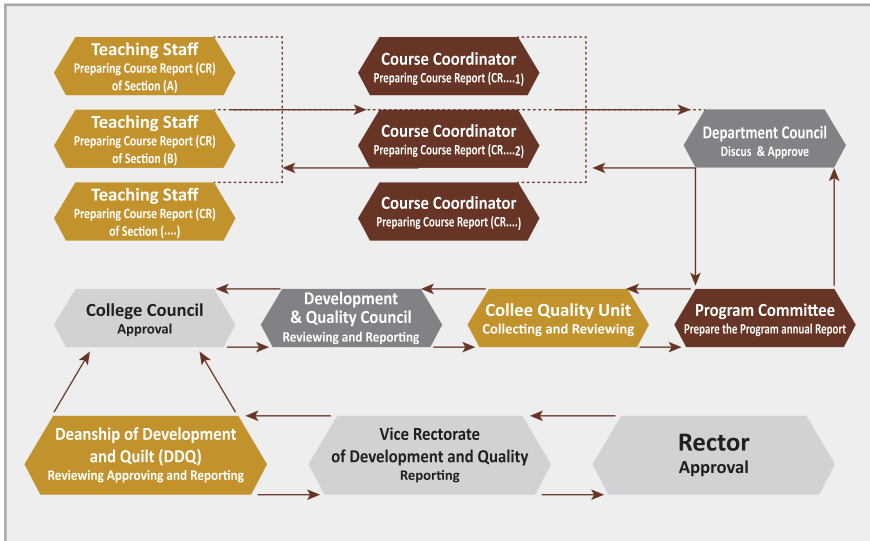 Teaching Staff
Preparing Course Report (CR)
of Section (A)
Course Coordinator
Preparing Course Report (CR....1)
Teaching Staff
Preparing Course Report (CR)
of Section (B)
Course Coordinator
Preparing Course Report (CR....2)
Department Council
Discus & Approve
Teaching Staff
Preparing Course Report (CR)
of Section (....)
Course Coordinator
Preparing Course Report (CR....)
College Council
Approval
Development
& Quality Council
Reviewing and Reporting
Collee Quality Unit
Collecting and Reviewing
Program Committee
Prepare the Program annual Report
Deanship of Development
and Quilt (DDQ)
Reviewing Approving and Reporting
Vice Rectorate
of Development and Quality
Reporting
Rector
Approval